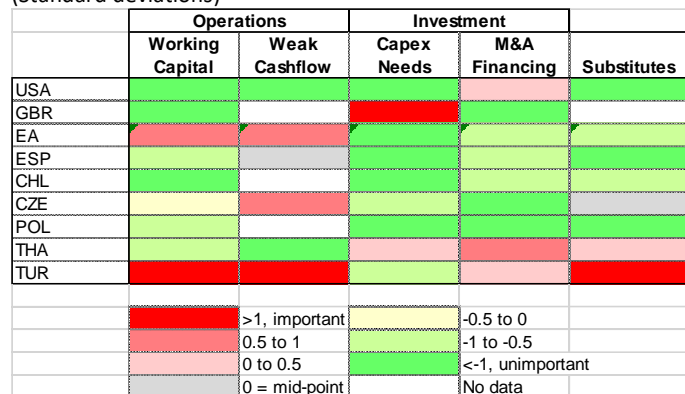 (Standard deviations)
Operations Investment
Working Capital Weak Cashflow Capex Needs M&A Financing Substitutes
USA
GBR
EA
ESP
CHL
CZE
POL
THA
TUR
>1, important -0.5 to 0
0.5 to 1 -1 to -0.5
0 to 0.5 <-1, unimportant
0 = mid-point No data